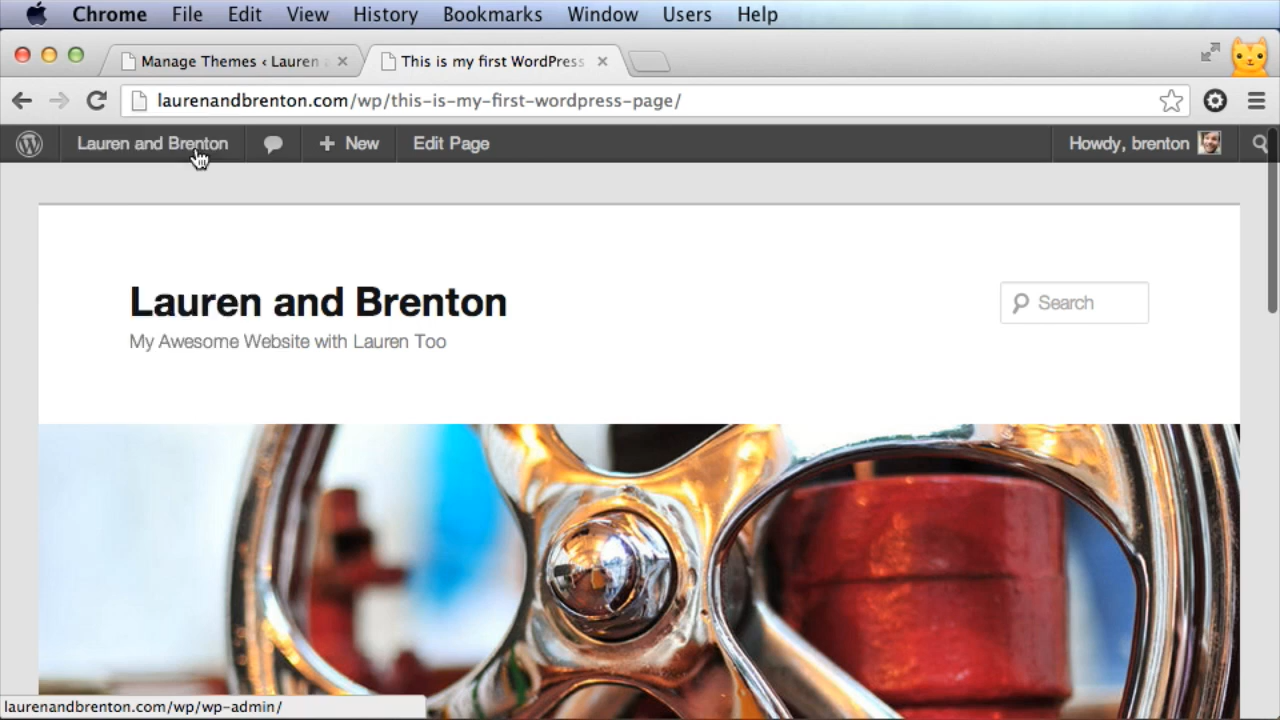 Chrome File Edit View History Bookmarks Window Users Help
Manage Themes ‹ Lauren This is my first WordPress
laurenandbrenton.com/wp/this-is-my-first-wordpress-page/
Lauren and Brenton New Edit Page Howdy, brenton
Lauren and Brenton
Search
My Awesome Website with Lauren Too
laurenandbrenton.com/wp/wp-admin/